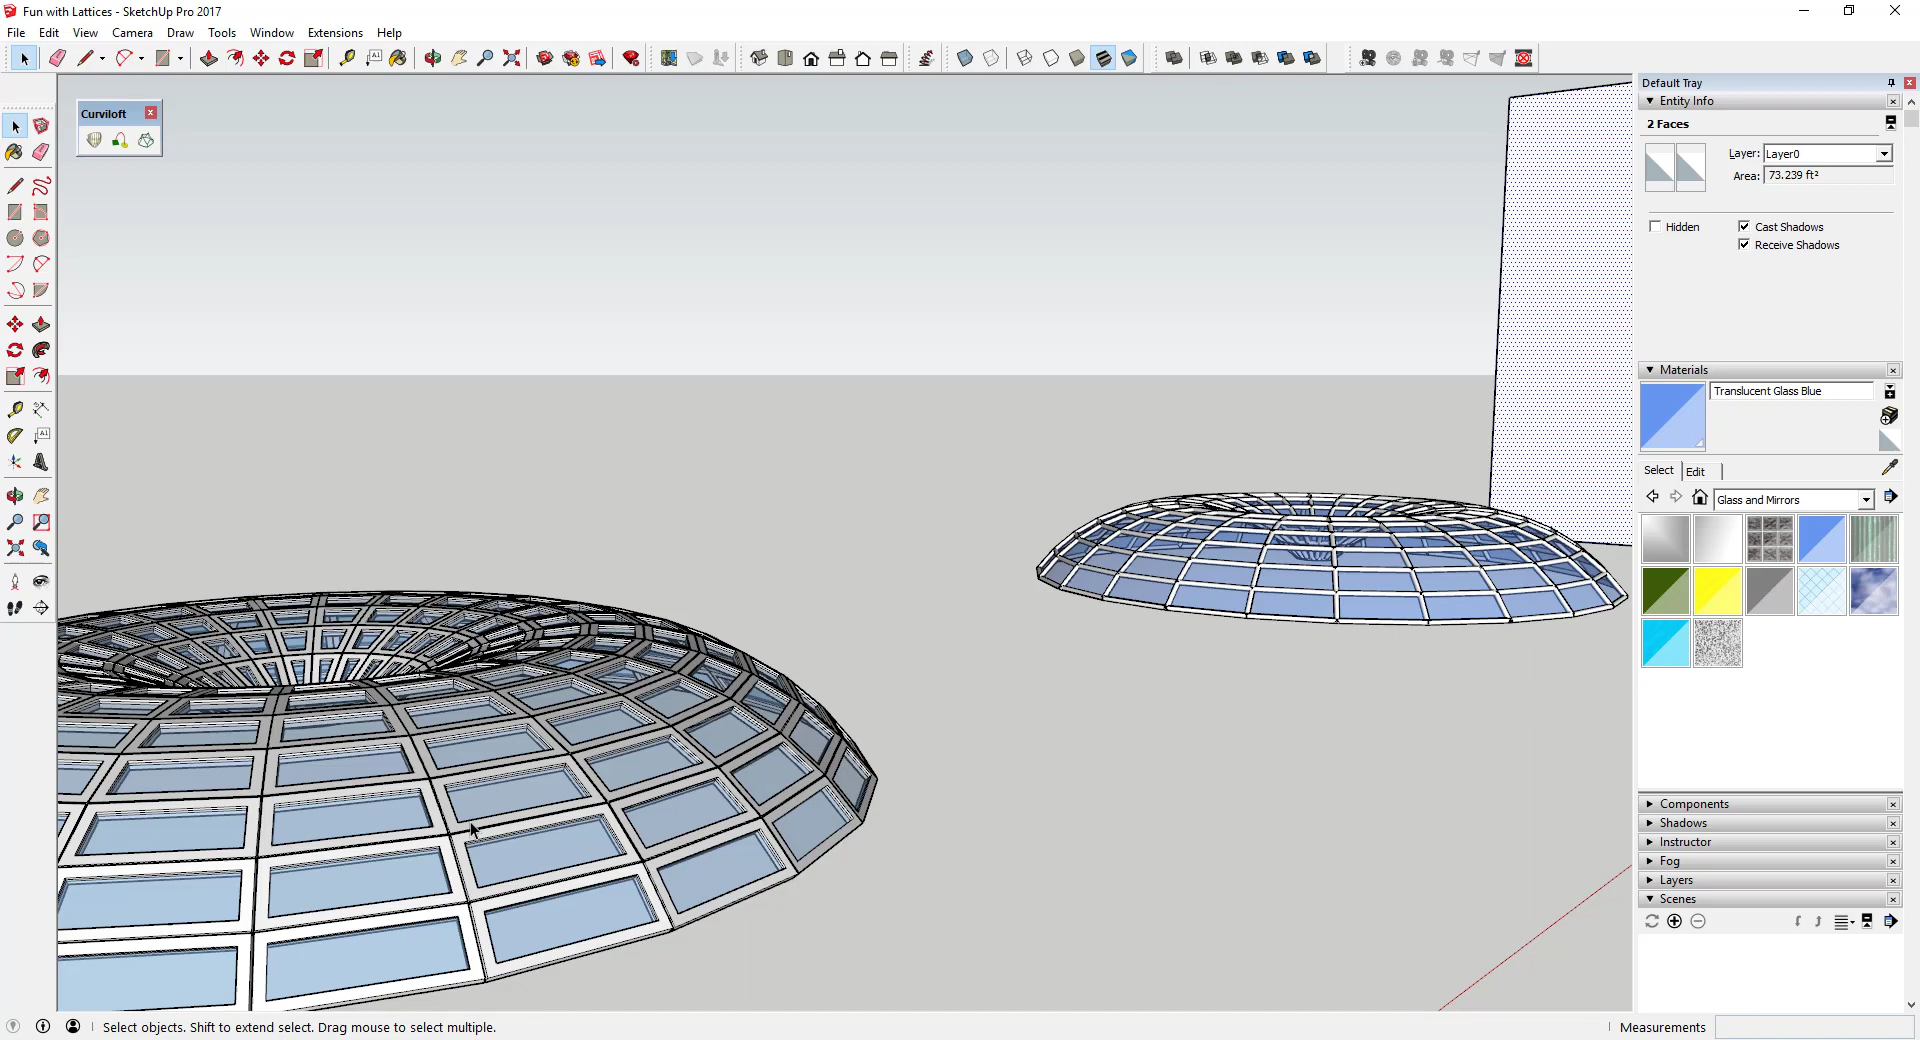 Fun with Lattices - SketchUp Pro 2017
File Edit View Camera Draw Tools Window Extensions Help
Default Tray
Entity Info
Curviloft
2 Faces
Layer: Layer0
Area: 73.239 ft²
Hidden
Cast Shadows
Receive Shadows
Materials
Translucent Glass Blue
Select Edit
Glass and Mirrors
Components
Shadows
Instructor
Fog
Layers
Scenes
Select objects. Shift to extend select. Drag mouse to select multiple.
Measurements